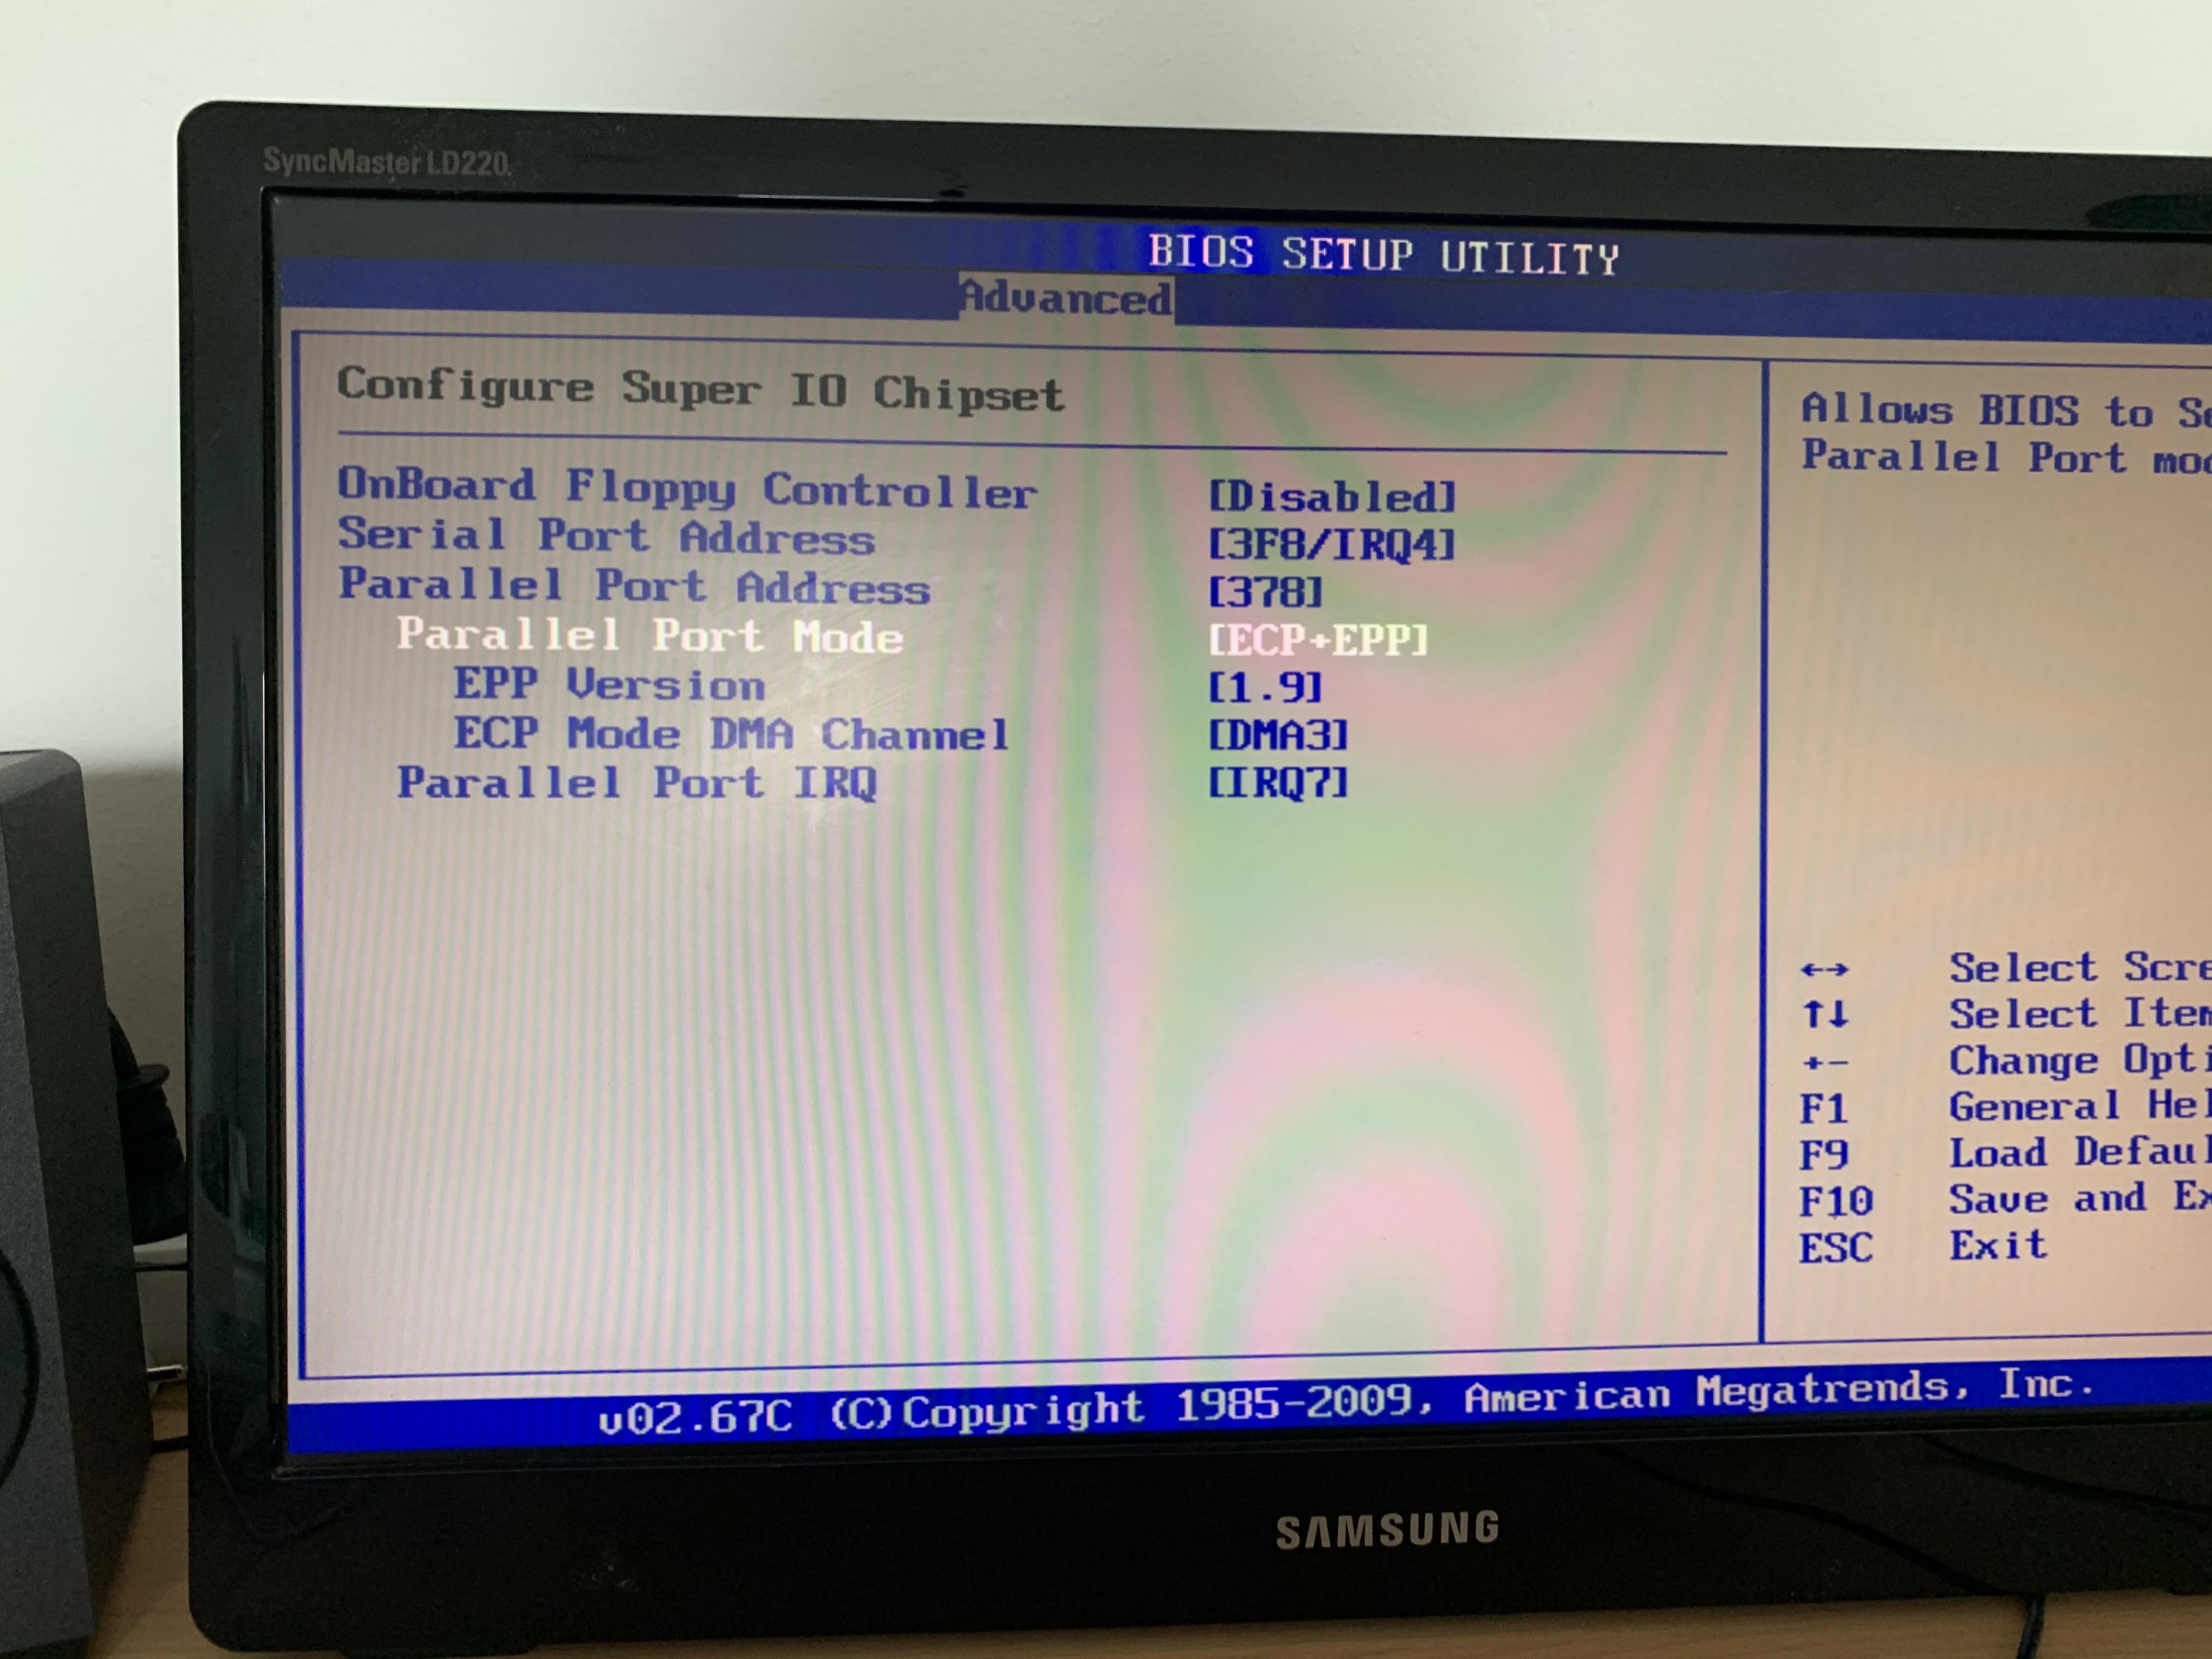 SyncMaster LD220
BIOS SETUP UTILITY
Advanced
Configure Super IO Chipset
OnBoard Floppy Controller [Disabled]
Serial Port Address [3F8/IRQ4]
Parallel Port Address [378]
Parallel Port Mode [ECP+EPP]
EPP Version [1.9]
ECP Mode DMA Channel [DMA3]
Parallel Port IRQ [IRQ7]
Allows BIOS to
Parallel Port
←→ Select
↑↓ Select
+- Change
F1 General
F9 Load
F10 Save and
ESC Exit
v02.67C (C)Copyright 1985-2009, American Megatrends, Inc.
SAMSUNG